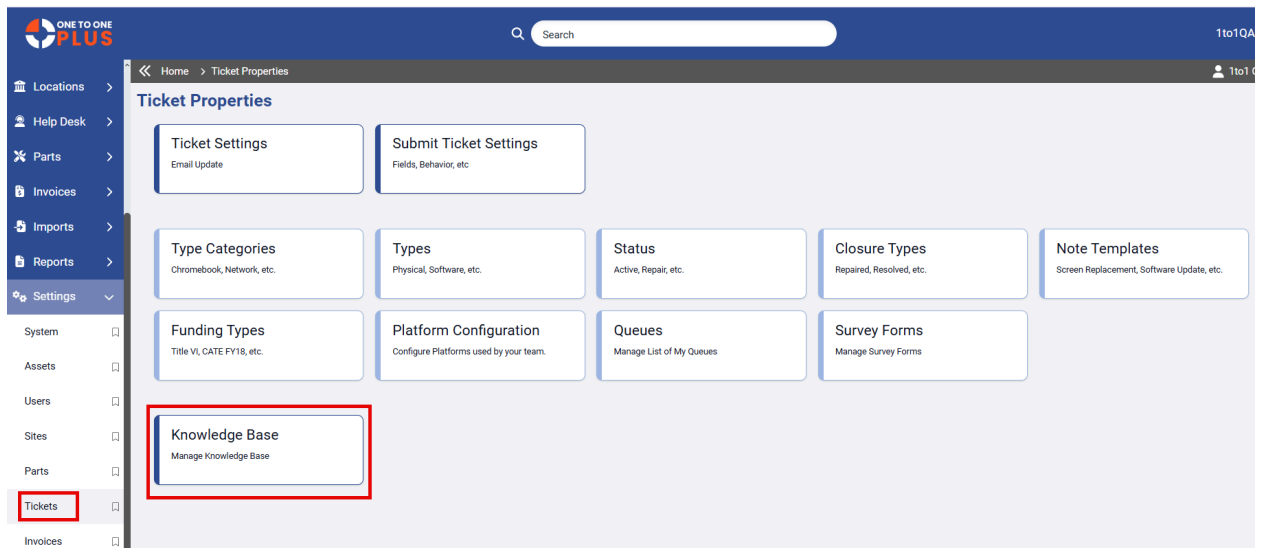 ONE TO ONE
PLUS
Search
1to1QA
Home > Ticket Properties
1to1
Locations
Help Desk
Parts
Invoices
Imports
Reports
Settings
System
Assets
Users
Sites
Parts
Tickets
Invoices
Ticket Properties
Ticket Settings
Email Update
Submit Ticket Settings
Fields, Behavior, etc
Type Categories
Chromebook, Network, etc.
Types
Physical, Software, etc.
Status
Active, Repair, etc.
Closure Types
Repaired, Resolved, etc.
Note Templates
Screen Replacement, Software Update, etc.
Funding Types
Title VI, CATE FY18, etc.
Platform Configuration
Configure Platforms used by your team.
Queues
Manage List of My Queues
Survey Forms
Manage Survey Forms
Knowledge Base
Manage Knowledge Base